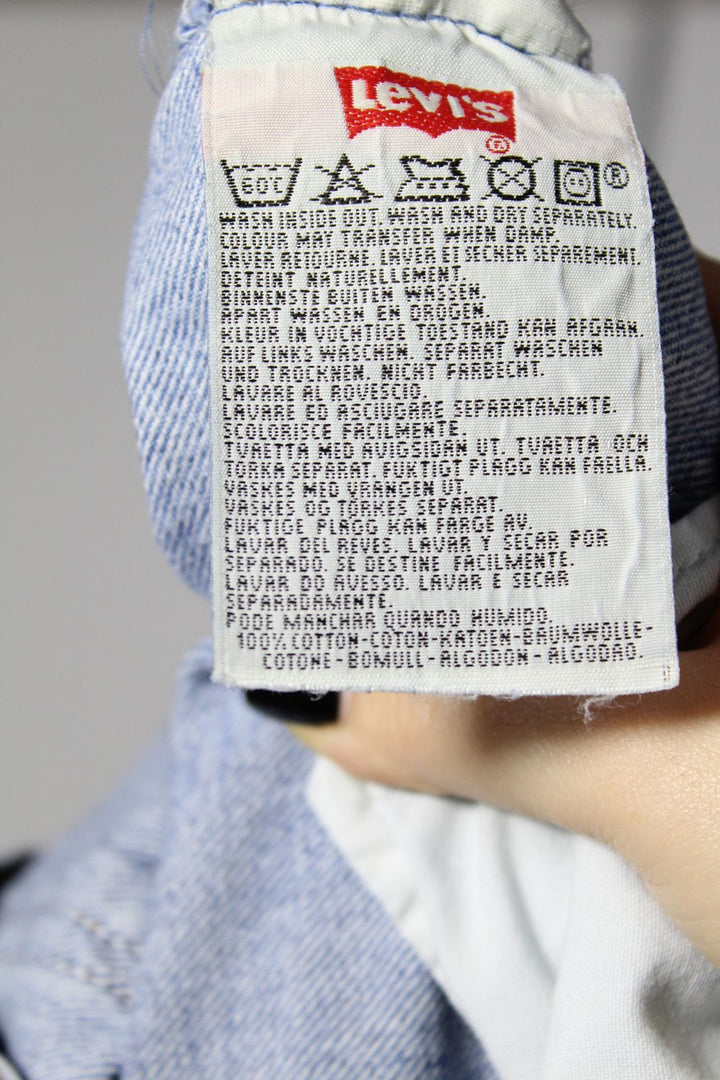 Levi's
®
60C ®
WASH INSIDE OUT. WASH AND DRY SEPARATELY.
COLOUR MAY TRANSFER WHEN DAMP.
LAVER RETOURNE. LAVER ET SECHER SEPAREMENT.
DETEINT NATURELLEMENT.
BINNENSTE BUITEN WASSEN.
APART WASSEN EN DROGEN.
KLEUR IN VOCHTIGE TOESTAND KAN AFGAAN.
AUF LINKS WASCHEN. SEPARAT WASCHEN
UND TROCKNEN. NICHT FARBECHT.
LAVARE AL ROVESCIO.
LAVARE ED ASCIUGARE SEPARATAMENTE.
SCOLORISCE FACILMENTE.
TVAETTA MED AVIGSIDAN UT. TVAETTA OCH
TORKA SEPARAT. FUKTIGT PLAGG KAN FAELLA.
VASKES MED VRANGEN UT.
VASKES OG TØRKES SEPARAT.
FUKTIGE PLAGG KAN FARGE AV.
LAVAR DEL REVES. LAVAR Y SECAR POR
SEPARADO. SE DESTINE FACILMENTE.
LAVAR DO AVESSO. LAVAR E SECAR
SEPARADAMENTE.
PODE MANCHAR QUANDO HUMIDO.
100% COTTON-COTON-KATOEN-BAUMWOLLE-
COTONE-BOMULL-ALGODON-ALGODAO.